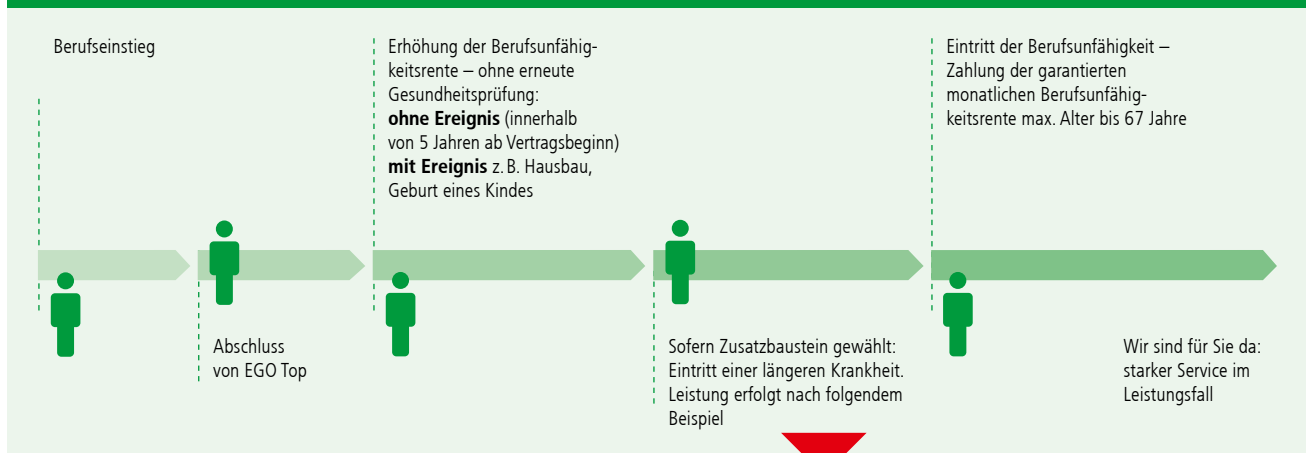 Berufseinstieg
Erhöhung der Berufsunfähig-
keitsrente – ohne erneute
Gesundheitsprüfung:
ohne Ereignis (innerhalb
von 5 Jahren ab Vertragsbeginn)
mit Ereignis z. B. Hausbau,
Geburt eines Kindes
Eintritt der Berufsunfähigkeit –
Zahlung der garantierten
monatlichen Berufsunfähig-
keitsrente max. Alter bis 67 Jahre
Abschluss
von EGO Top
Sofern Zusatzbaustein gewählt:
Eintritt einer längeren Krankheit.
Leistung erfolgt nach folgendem
Beispiel
Wir sind für Sie da:
starker Service im
Leistungsfall